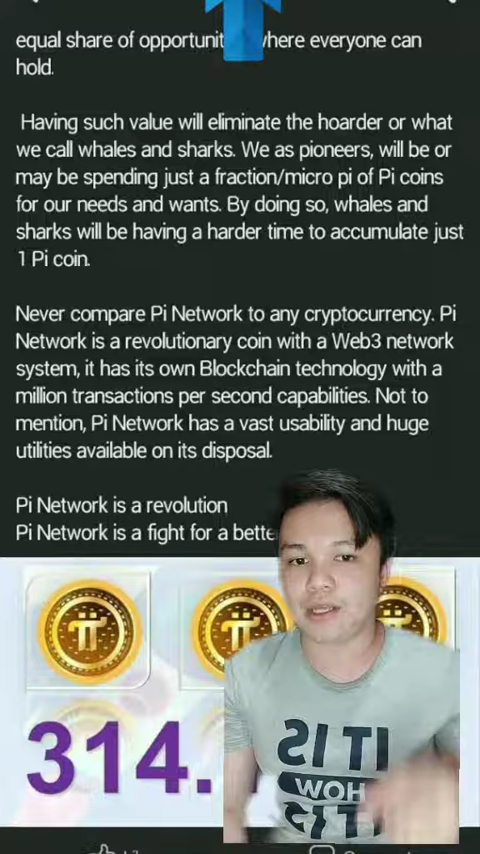 equal share of opportunit where everyone can
hold.
Having such value will eliminate the hoarder or what
we call whales and sharks. We as pioneers, will be or
may be spending just a fraction/micro pi of Pi coins
for our needs and wants. By doing so, whales and
sharks will be having a harder time to accumulate just
1 Pi coin.
Never compare Pi Network to any cryptocurrency. Pi
Network is a revolutionary coin with a Web3 network
system, it has its own Blockchain technology with a
million transactions per second capabilities. Not to
mention, Pi Network has a vast usability and huge
utilities available on its disposal.
Pi Network is a revolution
Pi Network is a fight for a bette
314.
IT IS
HOW
IT IS